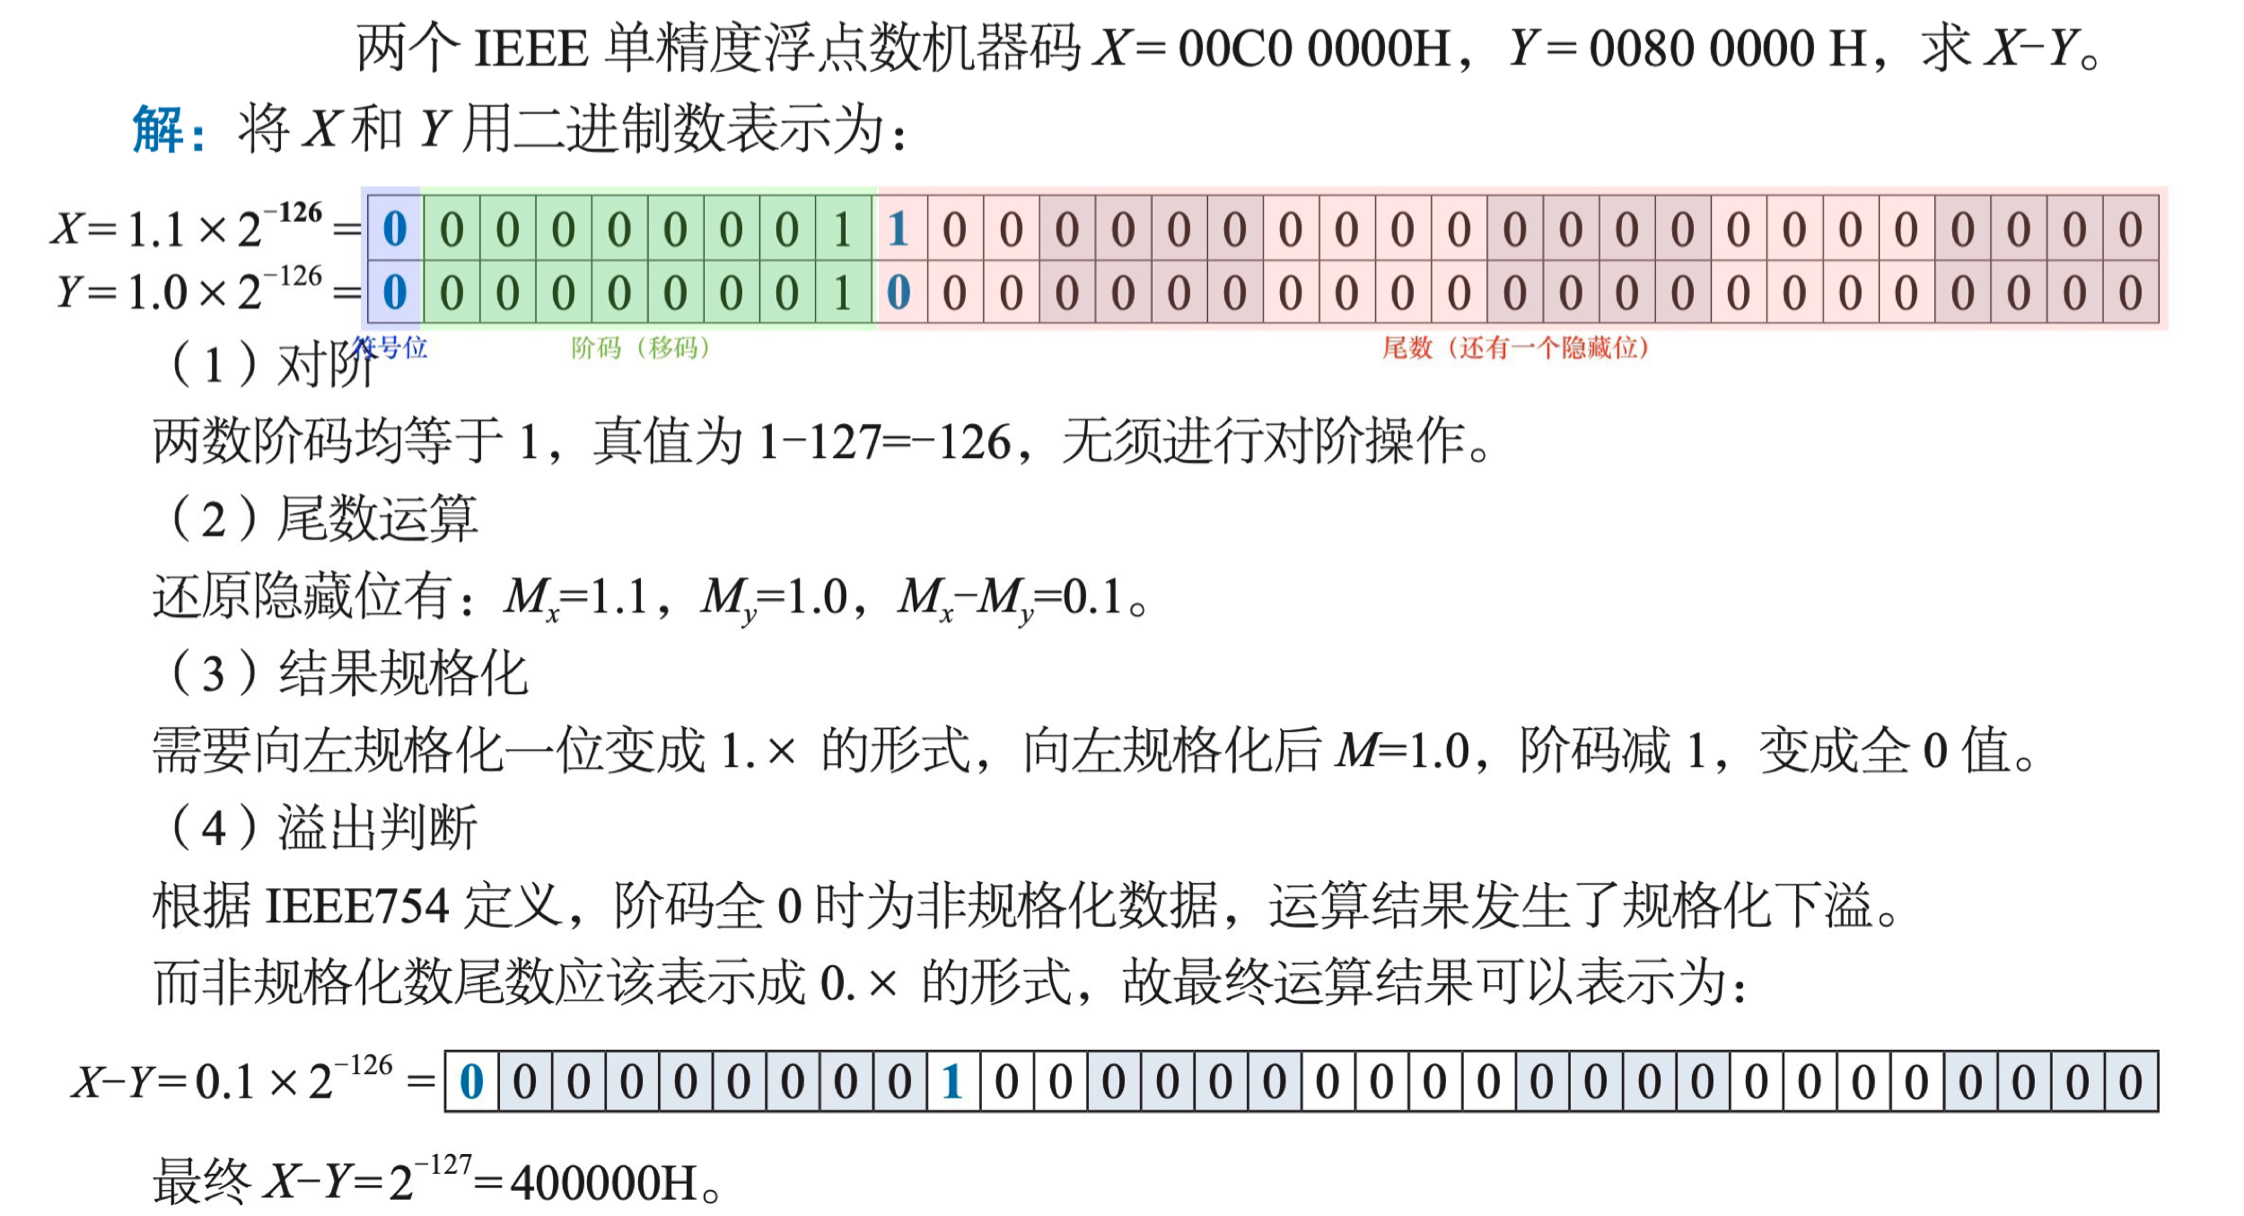 两个 IEEE 单精度浮点数机器码 X= 00C0 0000H，Y= 0080 0000 H，求 X−Y。
解：将 X 和 Y 用二进制数表示为：
X= 1.1 × 2⁻¹²⁶ = 0 0 0 0 0 0 0 0 1 1 0 0 0 0 0 0 0 0 0 0 0 0 0 0 0 0 0 0 0 0 0 0
Y= 1.0 × 2⁻¹²⁶ = 0 0 0 0 0 0 0 0 1 0 0 0 0 0 0 0 0 0 0 0 0 0 0 0 0 0 0 0 0 0 0 0
符号位 阶码（移码） 尾数（还有一个隐藏位）
（1）对阶
两数阶码均等于 1，真值为 1−127=−126，无须进行对阶操作。
（2）尾数运算
还原隐藏位有：Mₓ=1.1，My=1.0，Mₓ−My=0.1。
（3）结果规格化
需要向左规格化一位变成 1. × 的形式，向左规格化后 M=1.0，阶码减 1，变成全 0 值。
（4）溢出判断
根据 IEEE754 定义，阶码全 0 时为非规格化数据，运算结果发生了规格化下溢。
而非规格化数尾数应该表示成 0. × 的形式，故最终运算结果可以表示为：
X−Y= 0.1 × 2⁻¹²⁶ = 0 0 0 0 0 0 0 0 0 1 0 0 0 0 0 0 0 0 0 0 0 0 0 0 0 0 0 0 0 0 0 0
最终 X−Y= 2⁻¹²⁷= 400000H。